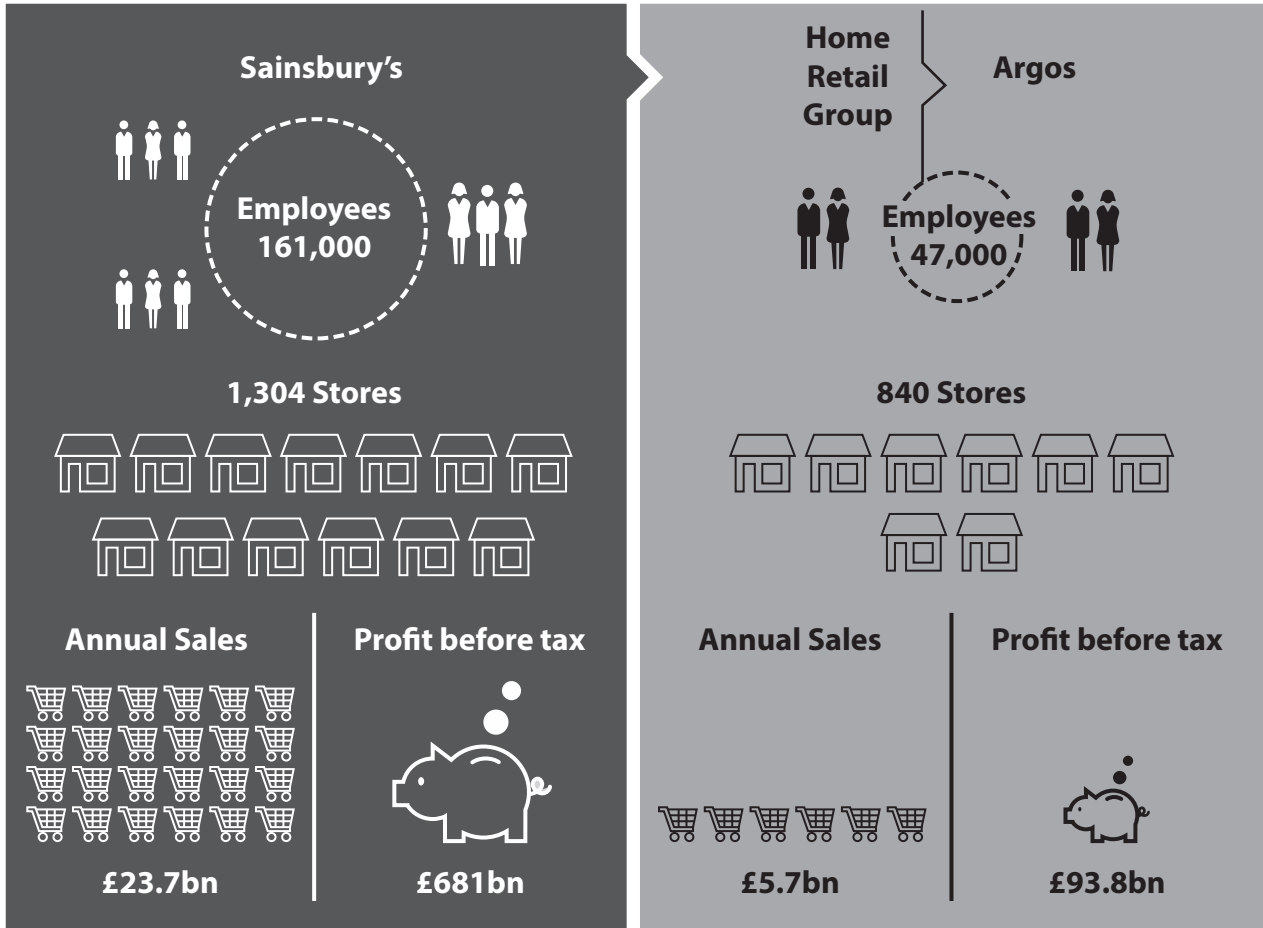 Sainsbury's
Employees
161,000
1,304 Stores
Annual Sales
£23.7bn
Profit before tax
£681bn
Home
Retail
Group
Argos
Employees
47,000
840 Stores
Annual Sales
£5.7bn
Profit before tax
£93.8bn